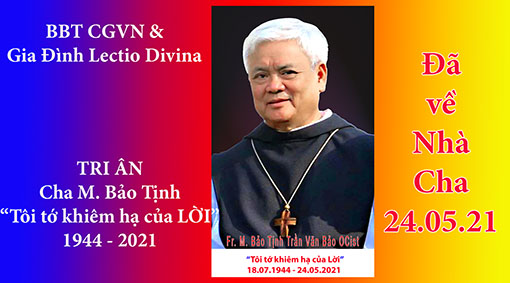 BBT CGVN &
Gia Đình Lectio Divina
TRI ÂN
Cha M. Bảo Tịnh
“Tôi tớ khiêm hạ của LỜI”
1944 - 2021
Fr. M. Bảo Tịnh Trần Văn Bảo OCist
“Tôi tớ khiêm hạ của Lời”
18.07.1944 - 24.05.2021
Đã
về
Nhà
Cha
24.05.21